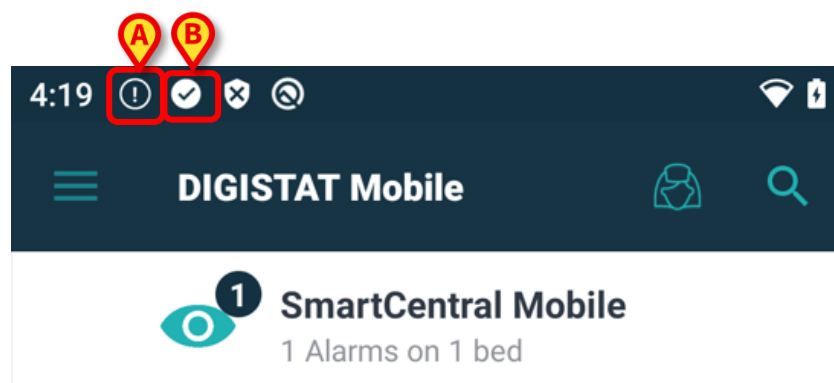 A B
4:19
DIGISTAT Mobile
1
SmartCentral Mobile
1 Alarms on 1 bed